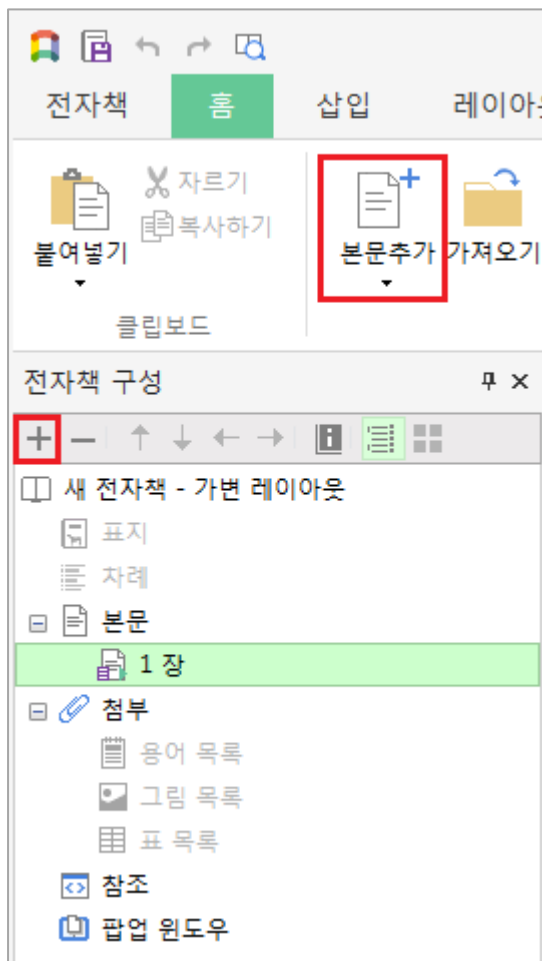 전자책 홈 삽입 레이아
자르기
복사하기
붙여넣기
본문추가 가져오기
클립보드
전자책 구성
새 전자책 - 가변 레이아웃
표지
차례
본문
1 장
첨부
용어 목록
그림 목록
표 목록
참조
팝업 윈도우